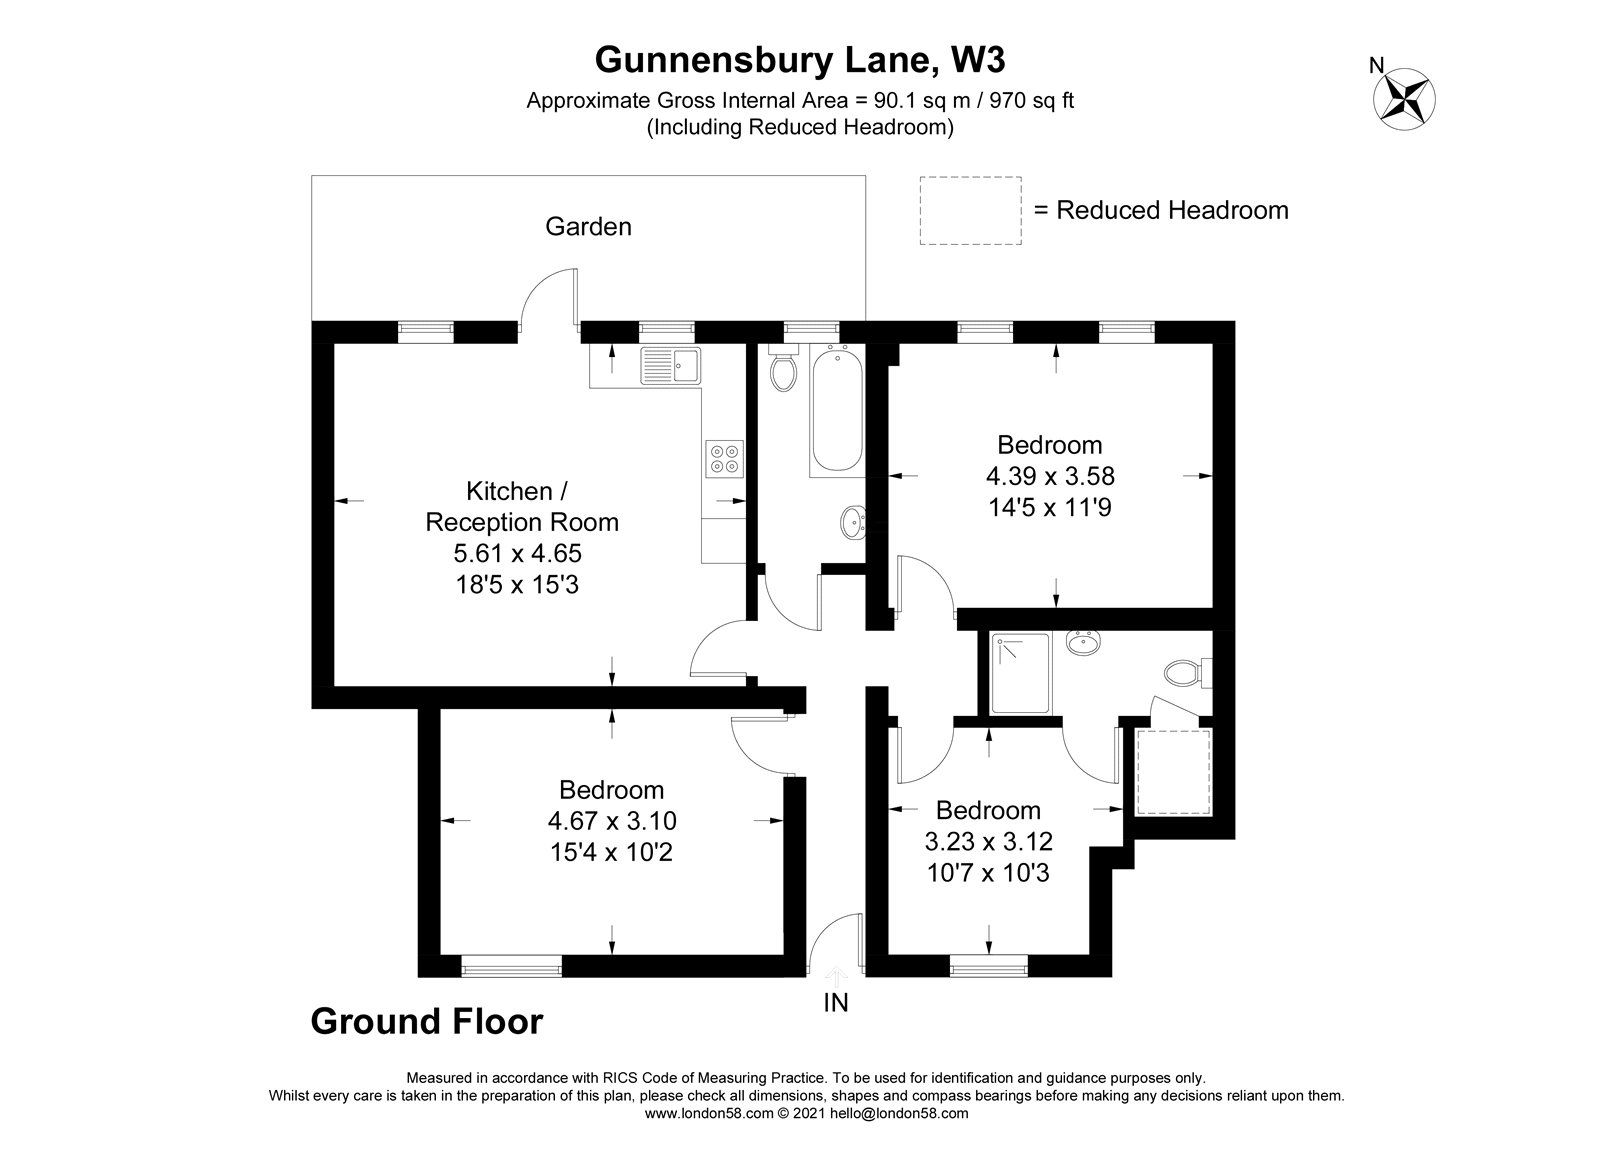 Gunnensbury Lane, W3
Approximate Gross Internal Area = 90.1 sq m / 970 sq ft
(Including Reduced Headroom)
N
= Reduced Headroom
Garden
Kitchen /
Reception Room
5.61 x 4.65
18'5 x 15'3
Bedroom
4.39 x 3.58
14'5 x 11'9
Bedroom
4.67 x 3.10
15'4 x 10'2
Bedroom
3.23 x 3.12
10'7 x 10'3
IN
Ground Floor
Measured in accordance with RICS Code of Measuring Practice. To be used for identification and guidance purposes only.
Whilst every care is taken in the preparation of this plan, please check all dimensions, shapes and compass bearings before making any decisions reliant upon them.
www.london58.com © 2021 hello@london58.com